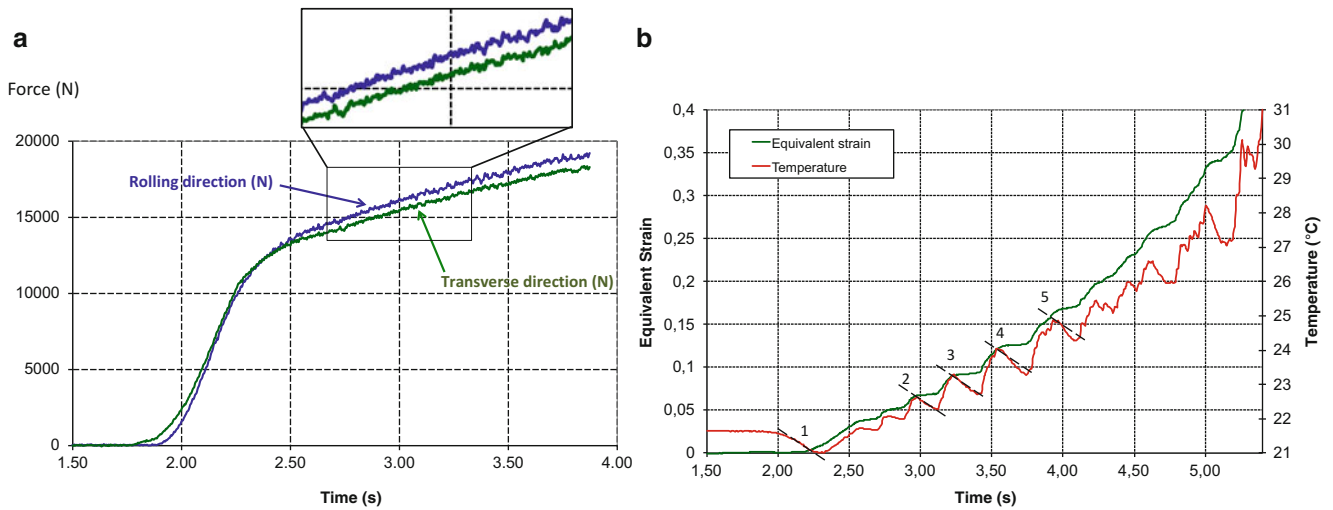 a
Force (N)
20000
15000
10000
5000
0
Rolling direction (N)
Transverse direction (N)
1.50 2.00 2.50 3.00 3.50 4.00
Time (s)
b
0,4
0,35
0,3
0,25
0,2
0,15
0,1
0,05
0
Equivalent Strain
Equivalent strain
Temperature
1
2
3
4
5
31
30
29
28
27
26
25
24
23
22
21
Temperature (°C)
1,50 2,00 2,50 3,00 3,50 4,00 4,50 5,00
Time (s)